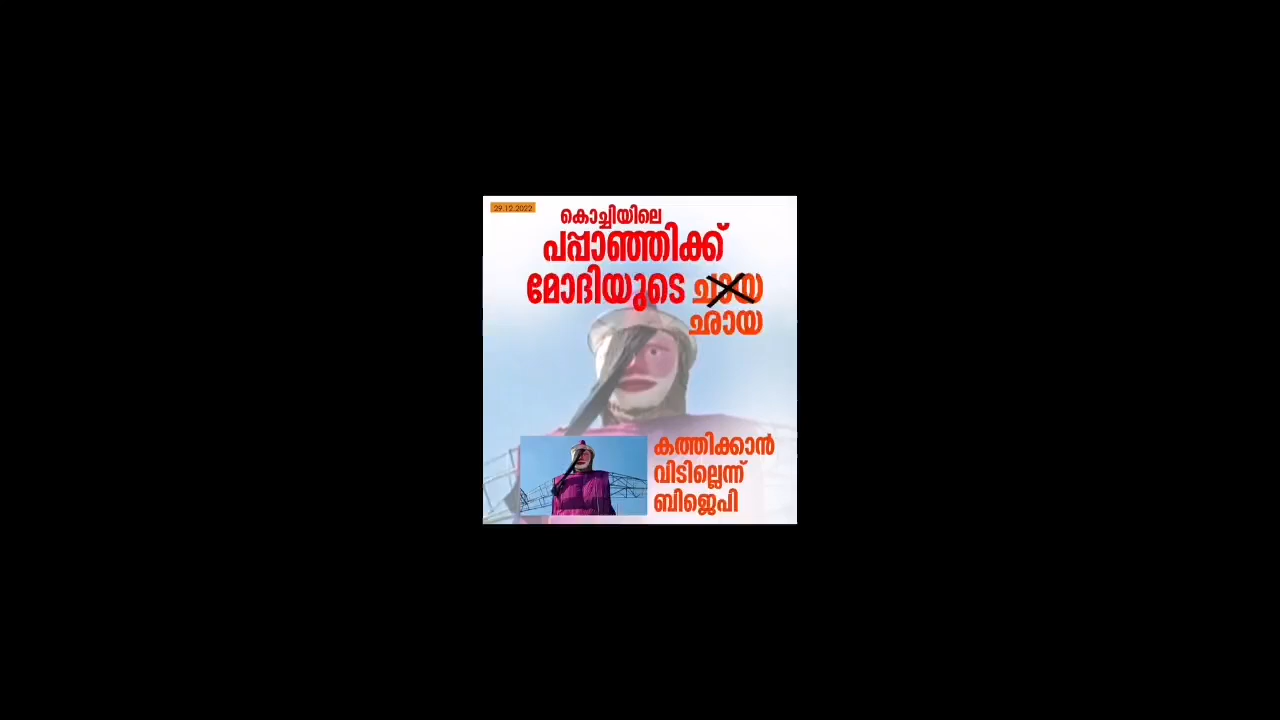 29.12.2022
കൊച്ചിയിലെ
പപ്പാഞ്ഞിക്ക്
മോദിയുടെ ചായ
ഛായ
കത്തിക്കാൻ
വിടില്ലെന്ന്
ബിജെപി